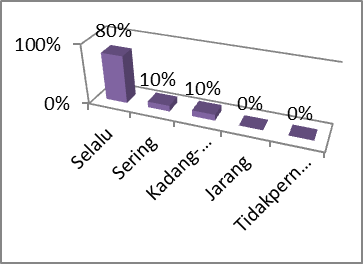 100%
0%
80%
10%
10%
0%
0%
Selalu
Sering
Kadang-...
Jarang
Tidakpern...